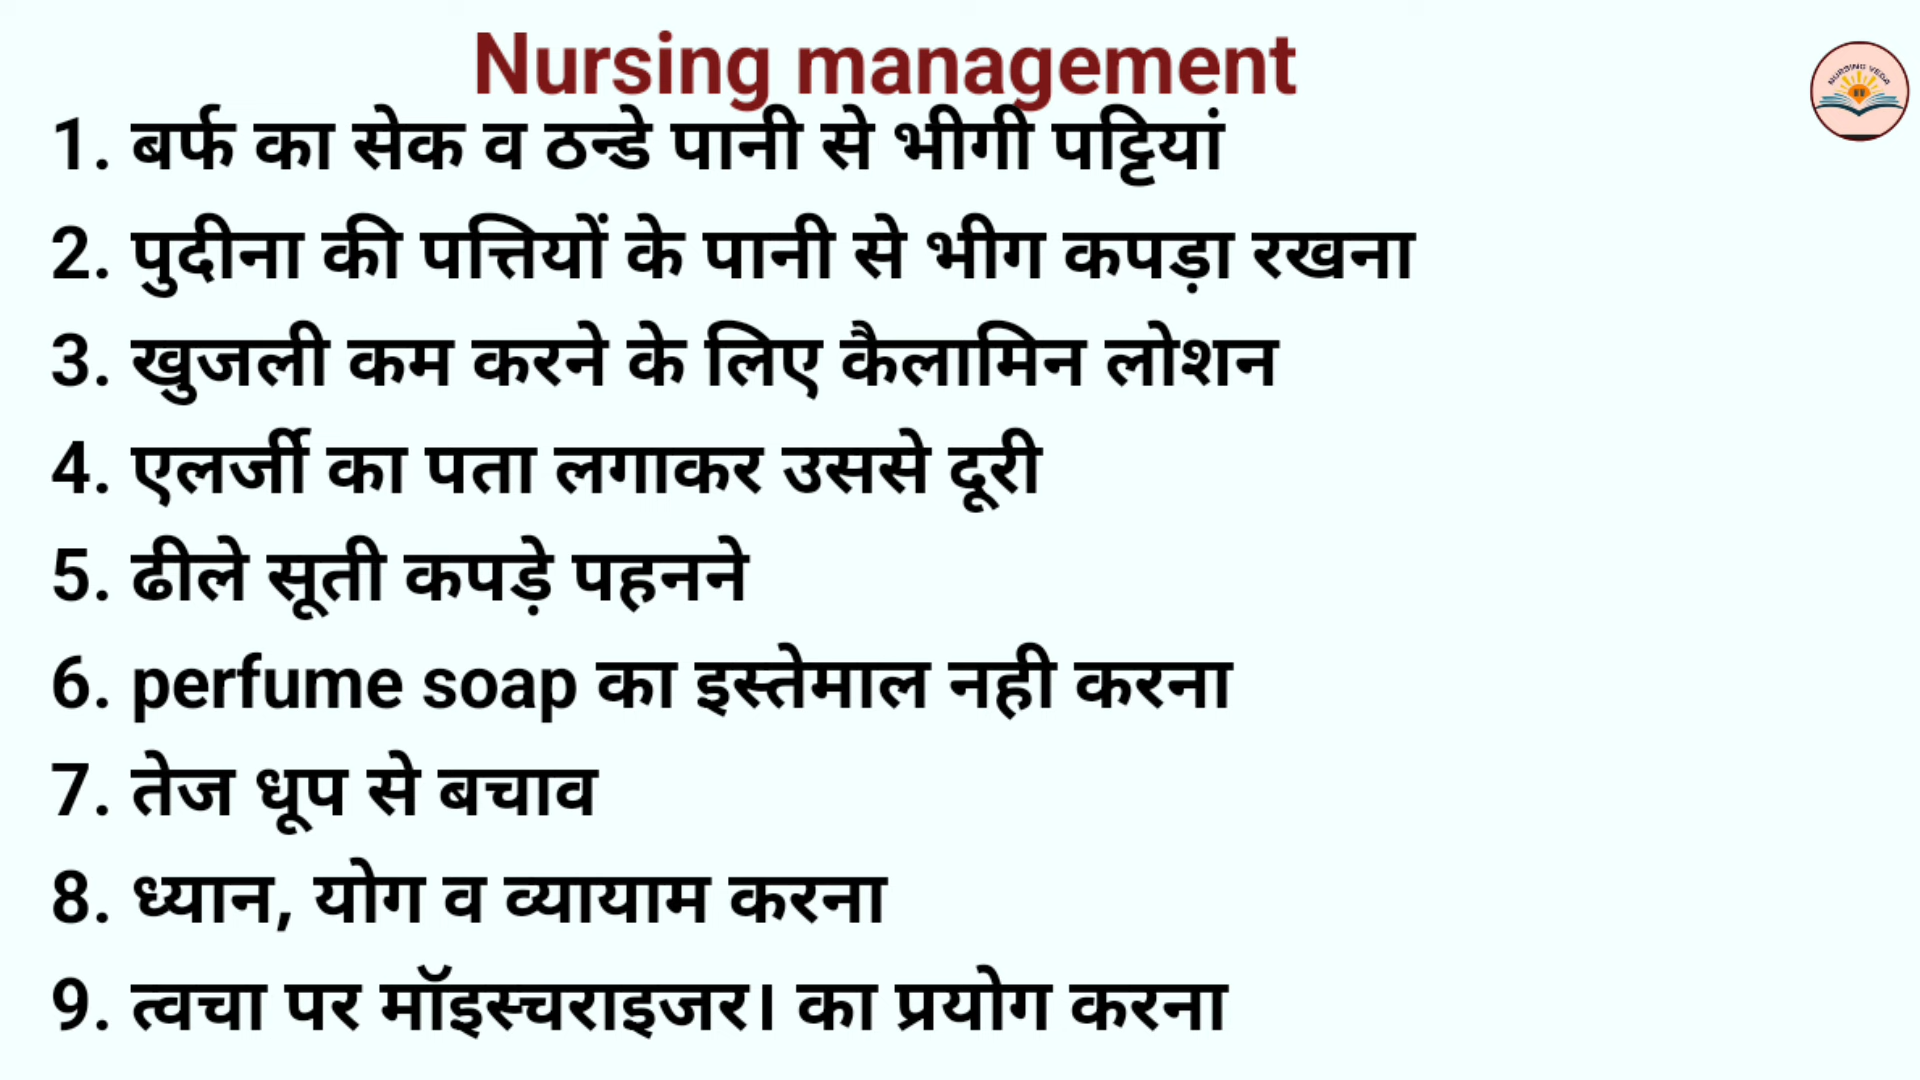 Nursing management
NURSING VEDA
1. बर्फ का सेक व ठन्डे पानी से भीगी पट्टियां
2. पुदीना की पत्तियों के पानी से भीग कपड़ा रखना
3. खुजली कम करने के लिए कैलामिन लोशन
4. एलर्जी का पता लगाकर उससे दूरी
5. ढीले सूती कपड़े पहनने
6. perfume soap का इस्तेमाल नही करना
7. तेज धूप से बचाव
8. ध्यान, योग व व्यायाम करना
9. त्वचा पर मॉइस्चराइजर। का प्रयोग करना